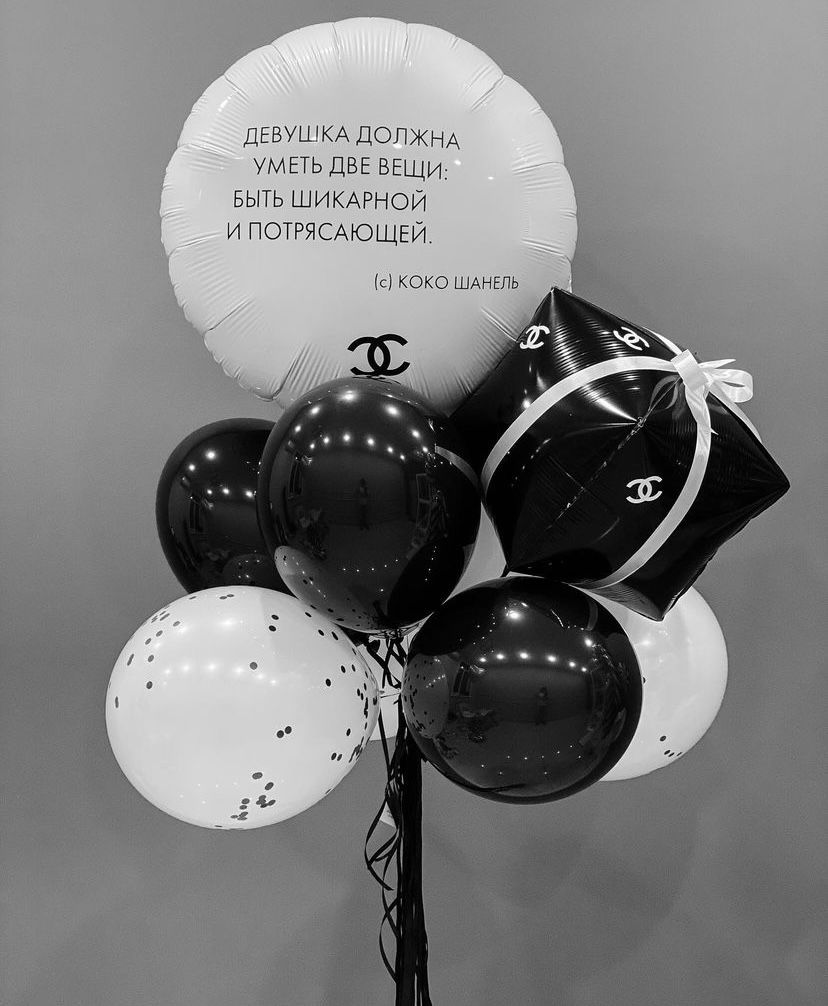 ДЕВУШКА ДОЛЖНА
УМЕТЬ ДВЕ ВЕЩИ:
БЫТЬ ШИКАРНОЙ
И ПОТРЯСАЮЩЕЙ.
(с) КОКО ШАНЕЛЬ